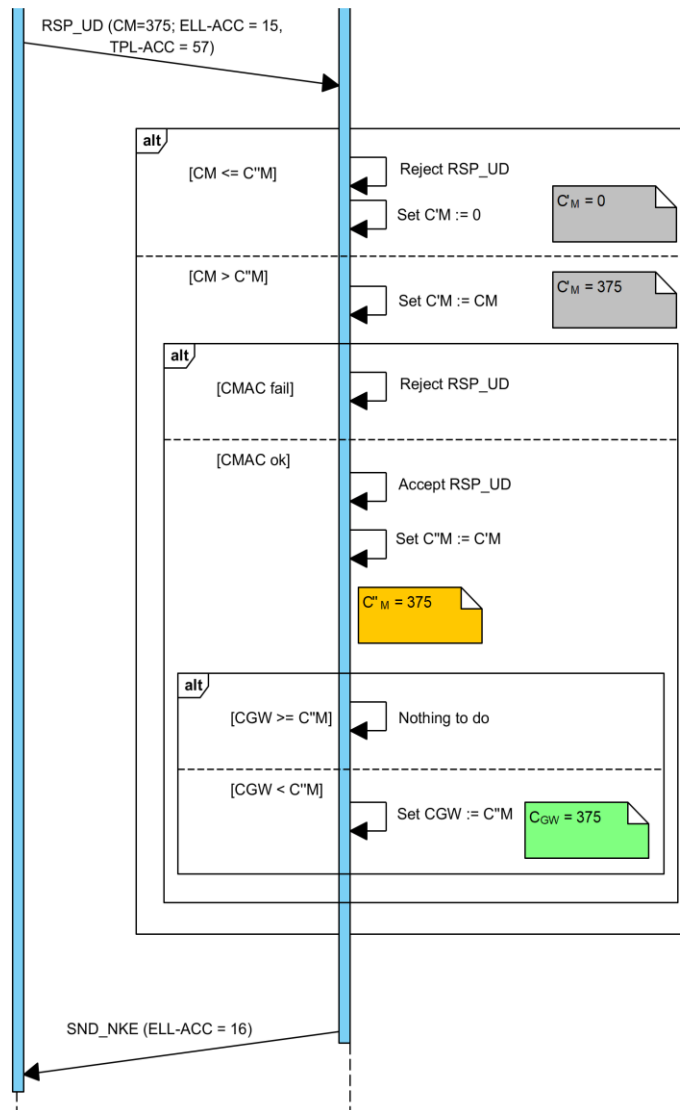 RSP_UD (CM=375; ELL-ACC = 15,
TPL-ACC = 57)
alt
[CM <= C"M]
Reject RSP_UD
Set C'M := 0
C'M = 0
[CM > C"M]
Set C'M := CM
C'M = 375
alt
[CMAC fail]
Reject RSP_UD
[CMAC ok]
Accept RSP_UD
Set C"M := C'M
C"M = 375
alt
[CGW >= C"M]
Nothing to do
[CGW < C"M]
Set CGW := C"M
CGW = 375
SND_NKE (ELL-ACC = 16)